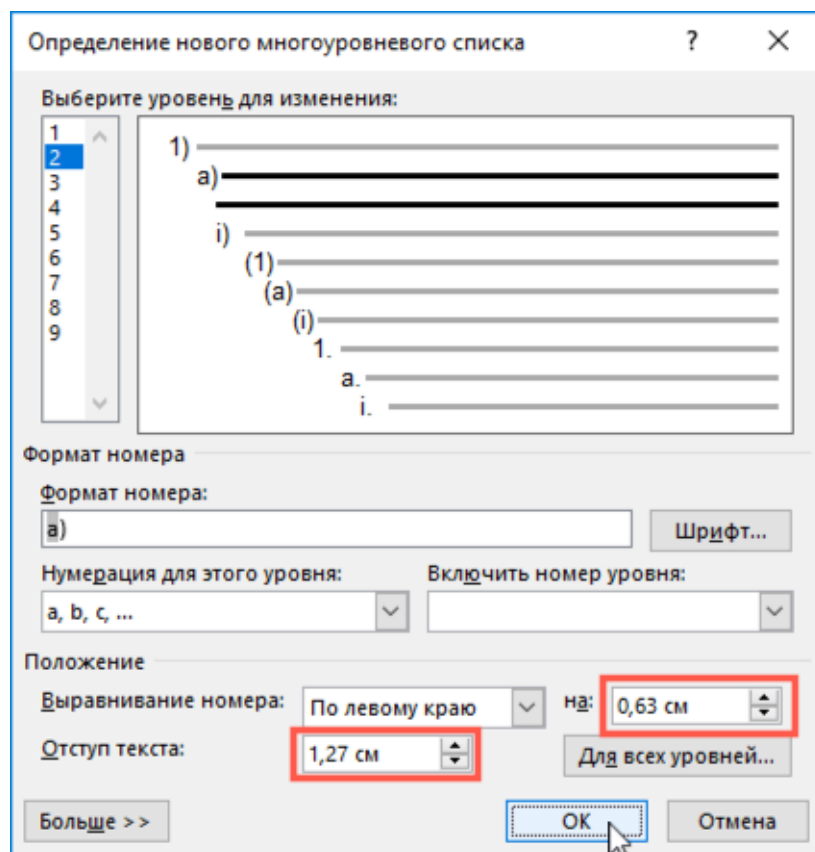 Определение нового многоуровневого списка ?
Выберите уровень для изменения:
1
2
3
4
5
6
7
8
9
1)
a)
i)
(1)
(a)
(i)
1.
a.
i.
Формат номера
Формат номера:
a)
Шрифт...
Нумерация для этого уровня: Включить номер уровня:
a, b, c, ...
Положение
Выравнивание номера: По левому краю на: 0,63 см
Отступ текста: 1,27 см Для всех уровней...
Больше >> ОК Отмена